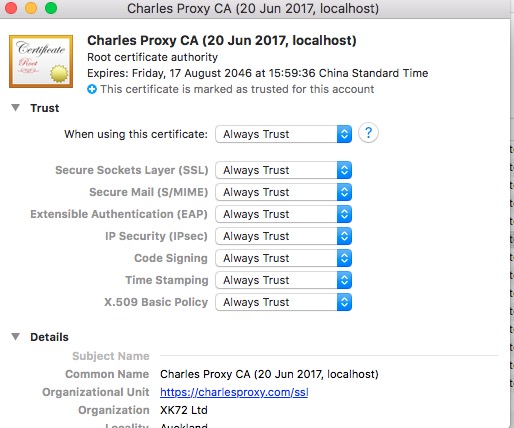 Charles Proxy CA (20 Jun 2017, localhost)
Certificate
Root
Charles Proxy CA (20 Jun 2017, localhost)
Root certificate authority
Expires: Friday, 17 August 2046 at 15:59:36 China Standard Time
This certificate is marked as trusted for this account
Trust
When using this certificate: Always Trust ?
Secure Sockets Layer (SSL) Always Trust
Secure Mail (S/MIME) Always Trust
Extensible Authentication (EAP) Always Trust
IP Security (IPsec) Always Trust
Code Signing Always Trust
Time Stamping Always Trust
X.509 Basic Policy Always Trust
Details
Subject Name
Common Name Charles Proxy CA (20 Jun 2017, localhost)
Organizational Unit https://charlesproxy.com/ssl
Organization XK72 Ltd
Locality Auckland